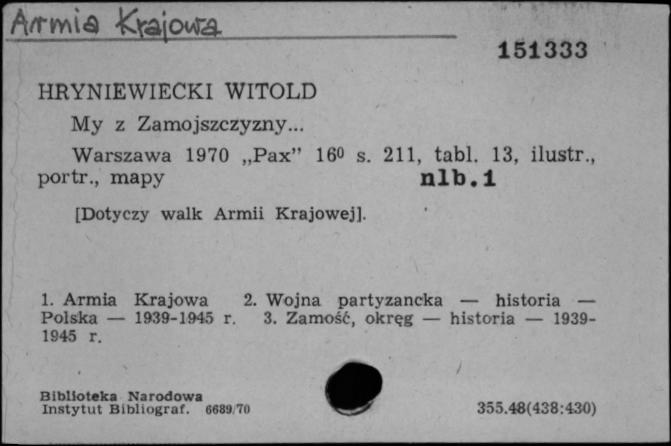 Armia Krajowa
151333
HRYNIEWIECKI WITOLD
My z Zamojszczyzny...
Warszawa 1970 „Pax” 16⁰ s. 211, tabl. 13, ilustr.,
portr., mapy nlb.1
[Dotyczy walk Armii Krajowej].
1. Armia Krajowa 2. Wojna partyzancka — historia —
Polska — 1939-1945 r. 3. Zamość, okręg — historia — 1939-
1945 r.
Biblioteka Narodowa
Instytut Bibliograf. 6689/70
355.48(438:430)